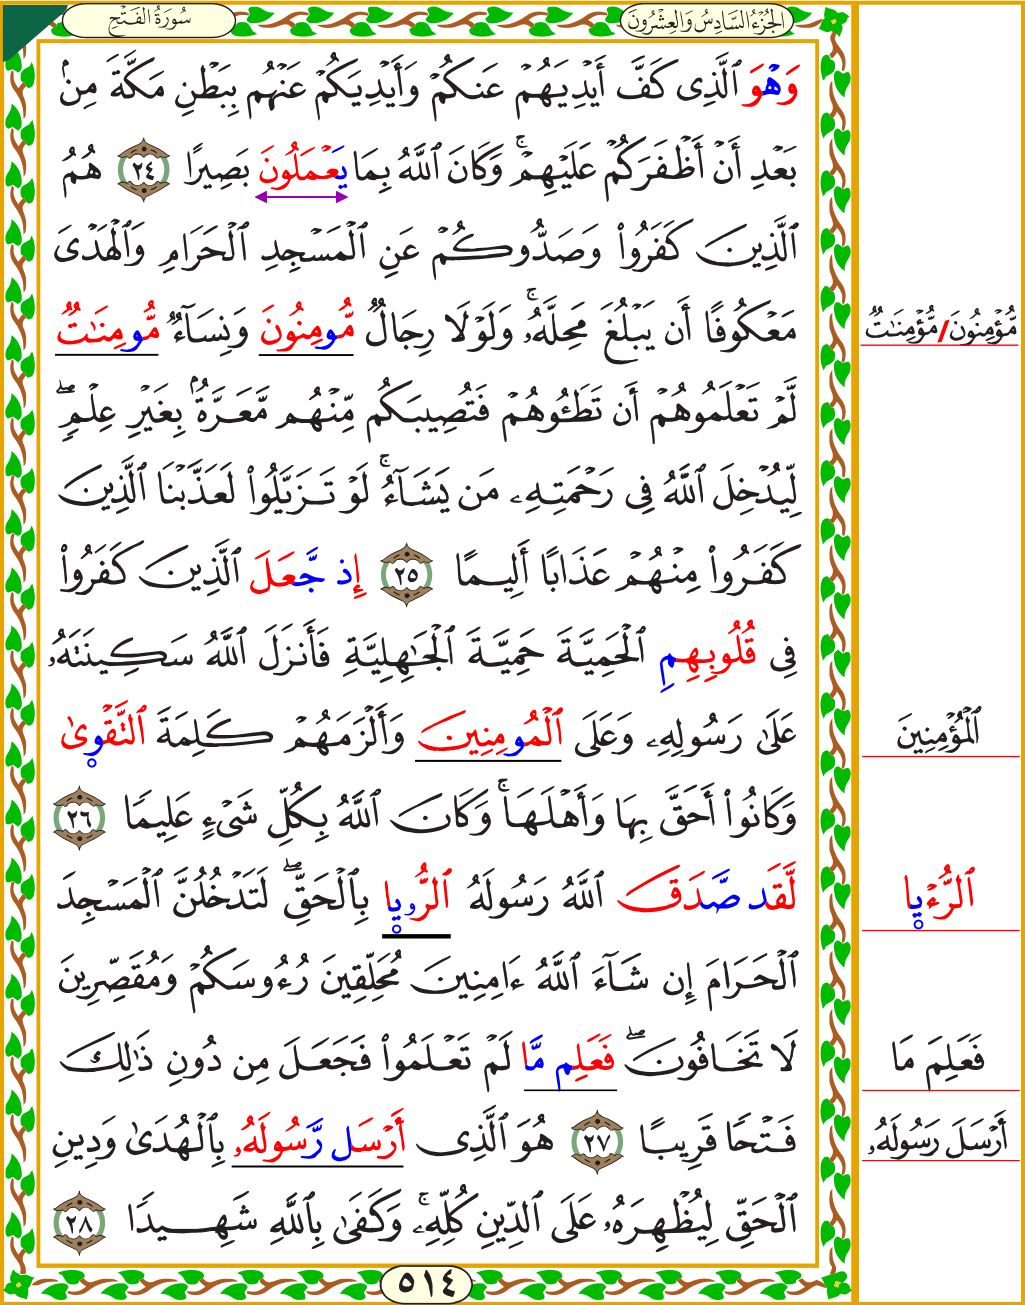 سُورَةُ الفَتْحِ
الجُزْءُ السَّادِسُ وَالعِشْرُونَ
وَهْوَ ٱلَّذِى كَفَّ أَيْدِيَهُمْ عَنكُمْ وَأَيْدِيَكُمْ عَنْهُم بِبَطْنِ مَكَّةَ مِنۢ
بَعْدِ أَنْ أَظْفَرَكُمْ عَلَيْهِمْ ۚ وَكَانَ ٱللَّهُ بِمَا يَعْمَلُونَ بَصِيرًا ٢٤ هُمُ
ٱلَّذِينَ كَفَرُوا۟ وَصَدُّوكُمْ عَنِ ٱلْمَسْجِدِ ٱلْحَرَامِ وَٱلْهَدْىَ
مَعْكُوفًا أَن يَبْلُغَ مَحِلَّهُۥ ۚ وَلَوْلَا رِجَالٌ مُّومِنُونَ وَنِسَآءٌ مُّومِنَٰتٌ
مُّؤْمِنُونَ/مُّؤْمِنَٰتٌ
لَّمْ تَعْلَمُوهُمْ أَن تَطَـُٔوهُمْ فَتُصِيبَكُم مِّنْهُم مَّعَرَّةٌۢ بِغَيْرِ عِلْمٍ ۖ
لِّيُدْخِلَ ٱللَّهُ فِى رَحْمَتِهِۦ مَن يَشَآءُ ۚ لَوْ تَزَيَّلُوا۟ لَعَذَّبْنَا ٱلَّذِينَ
كَفَرُوا۟ مِنْهُمْ عَذَابًا أَلِيمًا ٢٥ إِذ جَّعَلَ ٱلَّذِينَ كَفَرُوا۟
فِى قُلُوبِهِمِ ٱلْحَمِيَّةَ حَمِيَّةَ ٱلْجَٰهِلِيَّةِ فَأَنزَلَ ٱللَّهُ سَكِينَتَهُۥ
عَلَىٰ رَسُولِهِۦ وَعَلَى ٱلْمُومِنِينَ وَأَلْزَمَهُمْ كَلِمَةَ ٱلتَّقْوىٰ
ٱلْمُؤْمِنِينَ
وَكَانُوٓا۟ أَحَقَّ بِهَا وَأَهْلَهَا ۚ وَكَانَ ٱللَّهُ بِكُلِّ شَىْءٍ عَلِيمًا ٢٦
لَّقَد صَّدَقَ ٱللَّهُ رَسُولَهُ ٱلرُّويا بِٱلْحَقِّ ۖ لَتَدْخُلُنَّ ٱلْمَسْجِدَ
ٱلرُّءْيا
ٱلْحَرَامَ إِن شَآءَ ٱللَّهُ ءَامِنِينَ مُحَلِّقِينَ رُءُوسَكُمْ وَمُقَصِّرِينَ
لَا تَخَافُونَ ۖ فَعَلِم مَّا لَمْ تَعْلَمُوا۟ فَجَعَلَ مِن دُونِ ذَٰلِكَ
فَعَلِمَ مَا
فَتْحًا قَرِيبًا ٢٧ هُوَ ٱلَّذِى أَرْسَل رَّسُولَهُۥ بِٱلْهُدَىٰ وَدِينِ
أَرْسَلَ رَسُولَهُۥ
ٱلْحَقِّ لِيُظْهِرَهُۥ عَلَى ٱلدِّينِ كُلِّهِۦ ۚ وَكَفَىٰ بِٱللَّهِ شَهِيدًا ٢٨
٥١٤